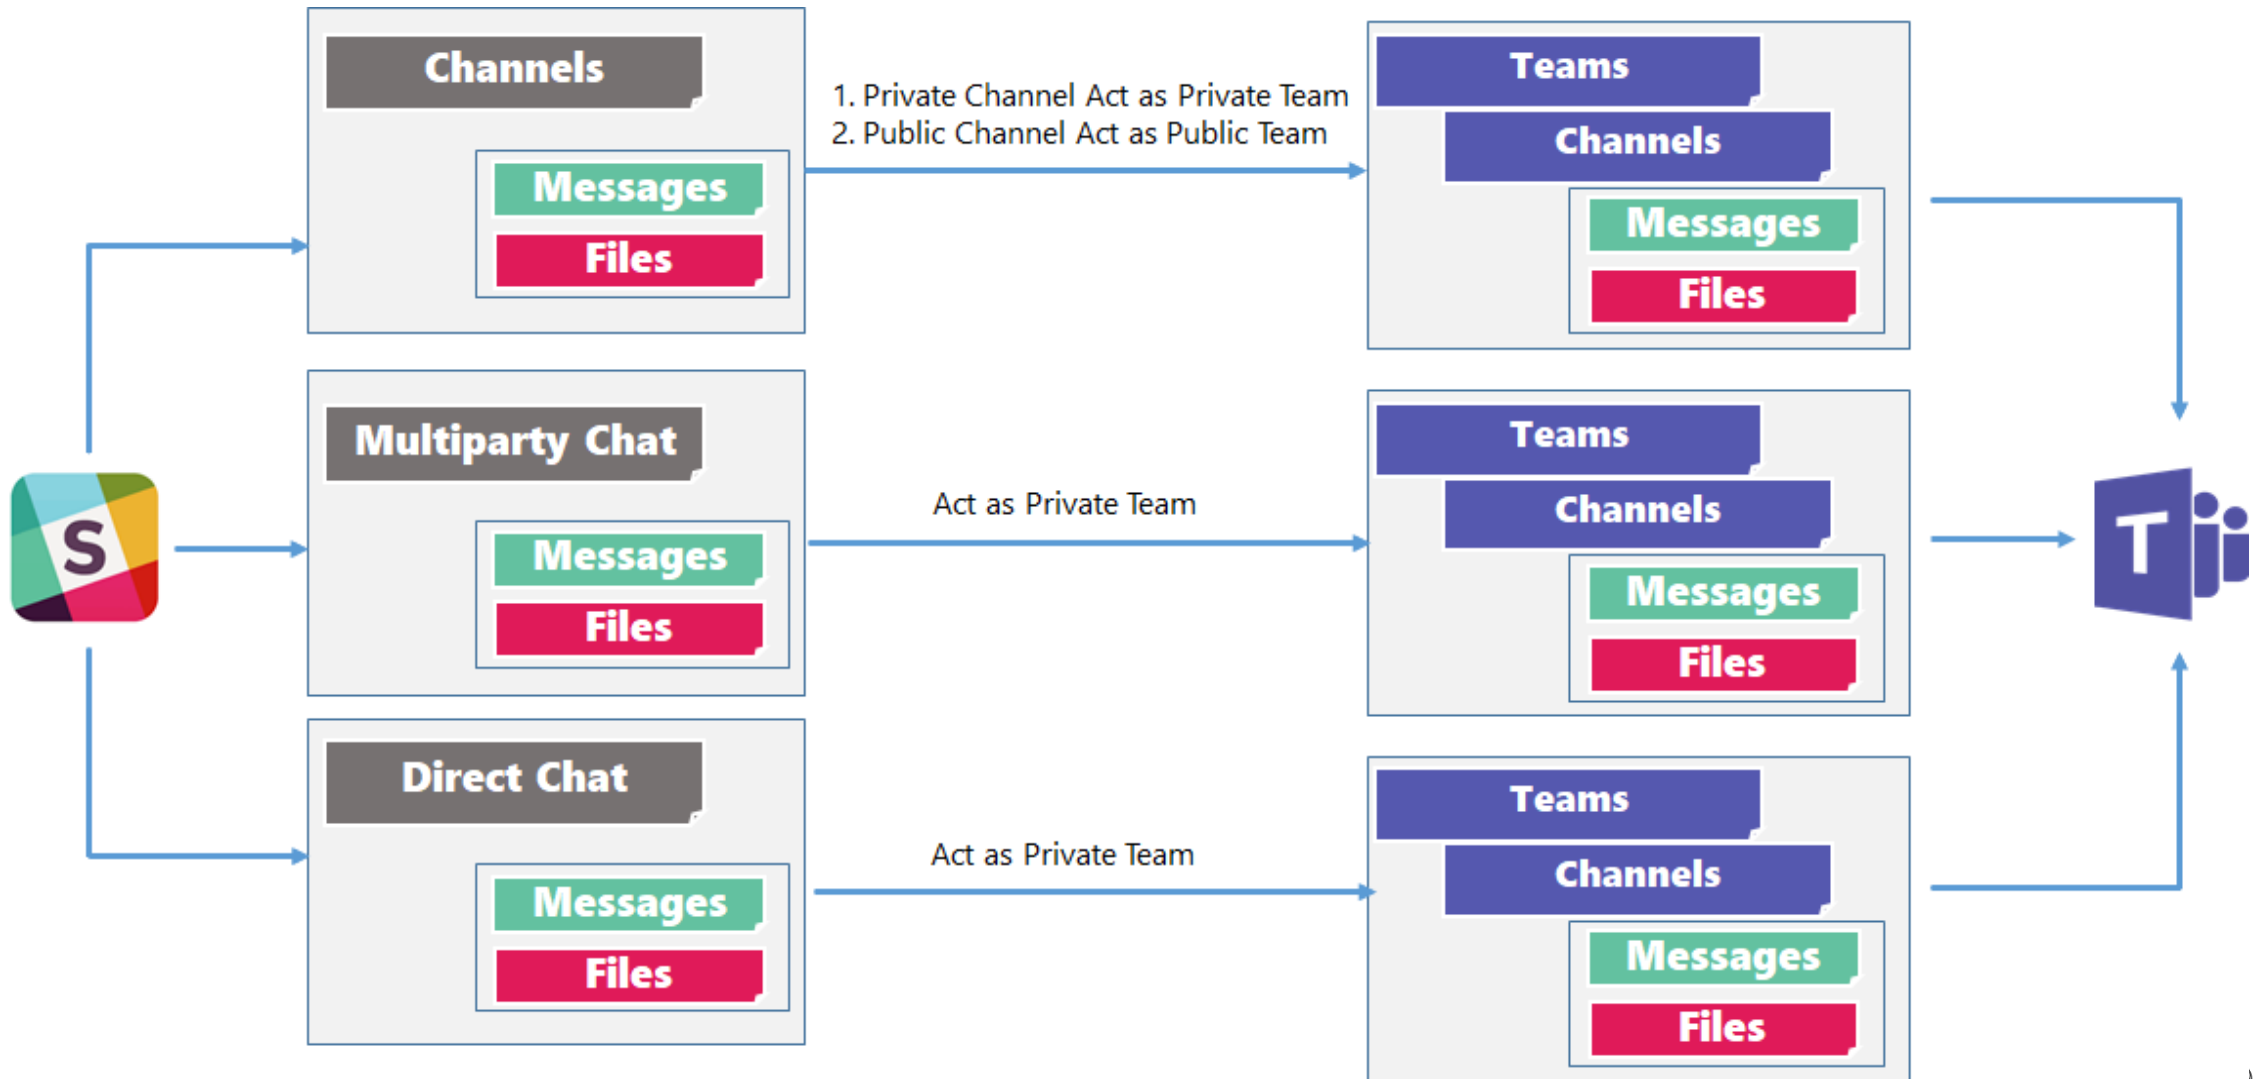 Channels
Messages
Files
1. Private Channel Act as Private Team
2. Public Channel Act as Public Team
Teams
Channels
Messages
Files
Multiparty Chat
Messages
Files
Act as Private Team
Teams
Channels
Messages
Files
S
T
Direct Chat
Messages
Files
Act as Private Team
Teams
Channels
Messages
Files
)